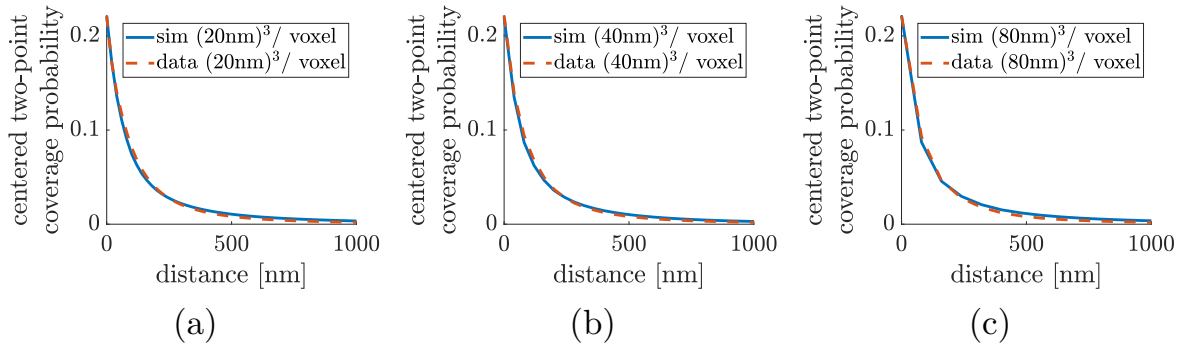 centered two-point
coverage probability
0.2
0.1
0
sim (20nm)³/ voxel
data (20nm)³/ voxel
0
500
1000
distance [nm]
(a)
centered two-point
coverage probability
0.2
0.1
0
sim (40nm)³/ voxel
data (40nm)³/ voxel
0
500
1000
distance [nm]
(b)
centered two-point
coverage probability
0.2
0.1
0
sim (80nm)³/ voxel
data (80nm)³/ voxel
0
500
1000
distance [nm]
(c)